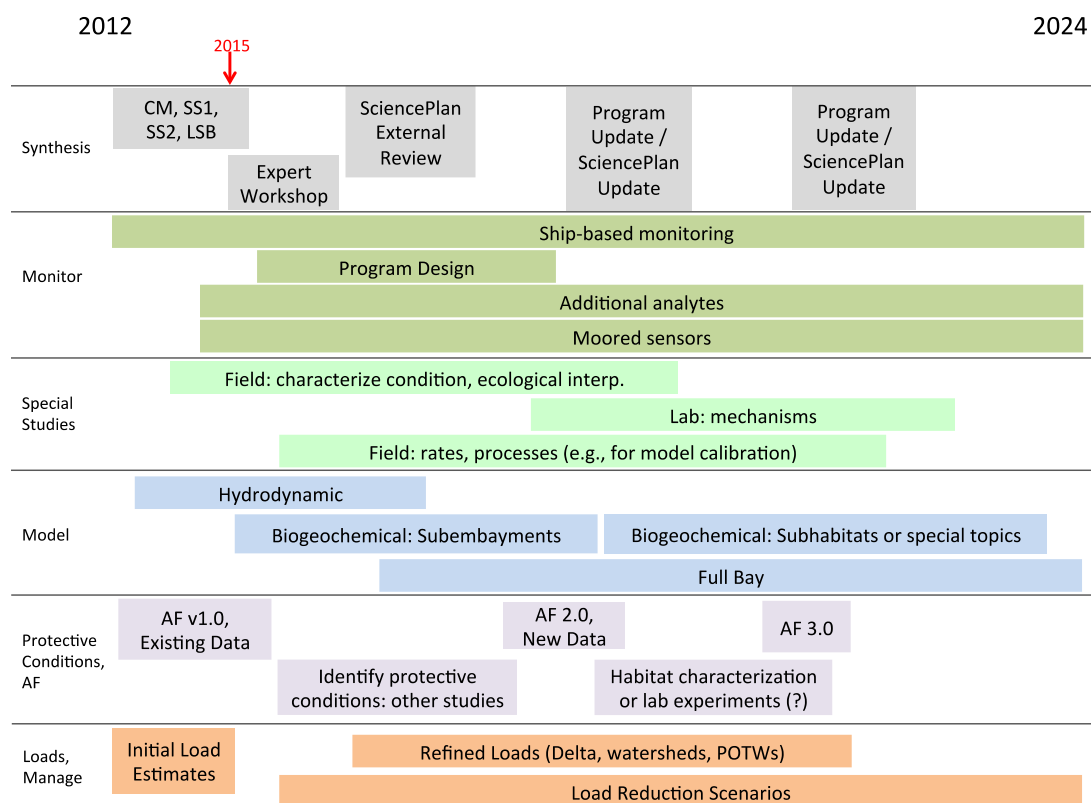 2012
2024
2015
Synthesis
CM, SS1,
SS2, LSB
Expert
Workshop
SciencePlan
External
Review
Program
Update /
SciencePlan
Update
Program
Update /
SciencePlan
Update
Monitor
Ship-based monitoring
Program Design
Additional analytes
Moored sensors
Special
Studies
Field: characterize condition, ecological interp.
Lab: mechanisms
Field: rates, processes (e.g., for model calibration)
Model
Hydrodynamic
Biogeochemical: Subembayments
Biogeochemical: Subhabitats or special topics
Full Bay
Protective
Conditions,
AF
AF v1.0,
Existing Data
AF 2.0,
New Data
AF 3.0
Identify protective
conditions: other studies
Habitat characterization
or lab experiments (?)
Loads,
Manage
Initial Load
Estimates
Refined Loads (Delta, watersheds, POTWs)
Load Reduction Scenarios